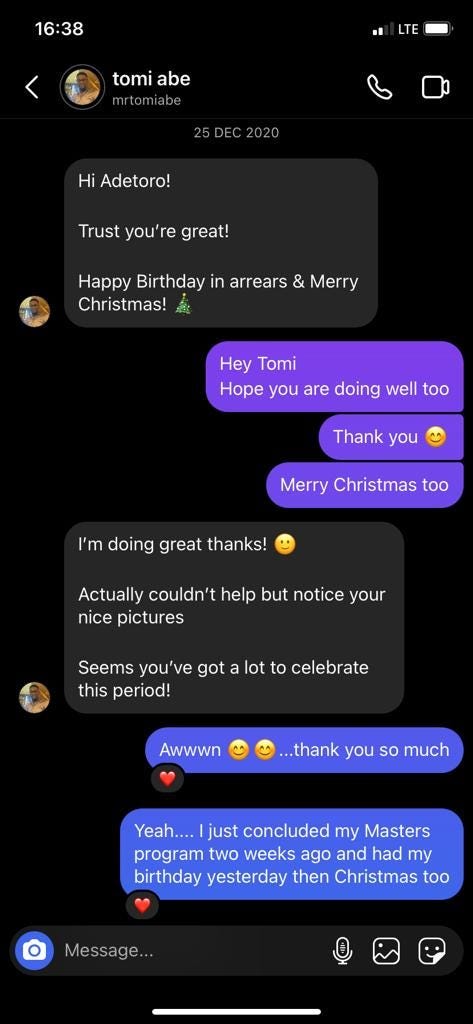 16:38
LTE
tomi abe
mrtomiabe
25 DEC 2020
Hi Adetoro!
Trust you’re great!
Happy Birthday in arrears & Merry
Christmas! 🎄
Hey Tomi
Hope you are doing well too
Thank you 😊
Merry Christmas too
I’m doing great thanks! 🙂
Actually couldn’t help but notice your
nice pictures
Seems you’ve got a lot to celebrate
this period!
Awwwn 😊 😊 ...thank you so much
❤️
Yeah.... I just concluded my Masters
program two weeks ago and had my
birthday yesterday then Christmas too
❤️
Message...